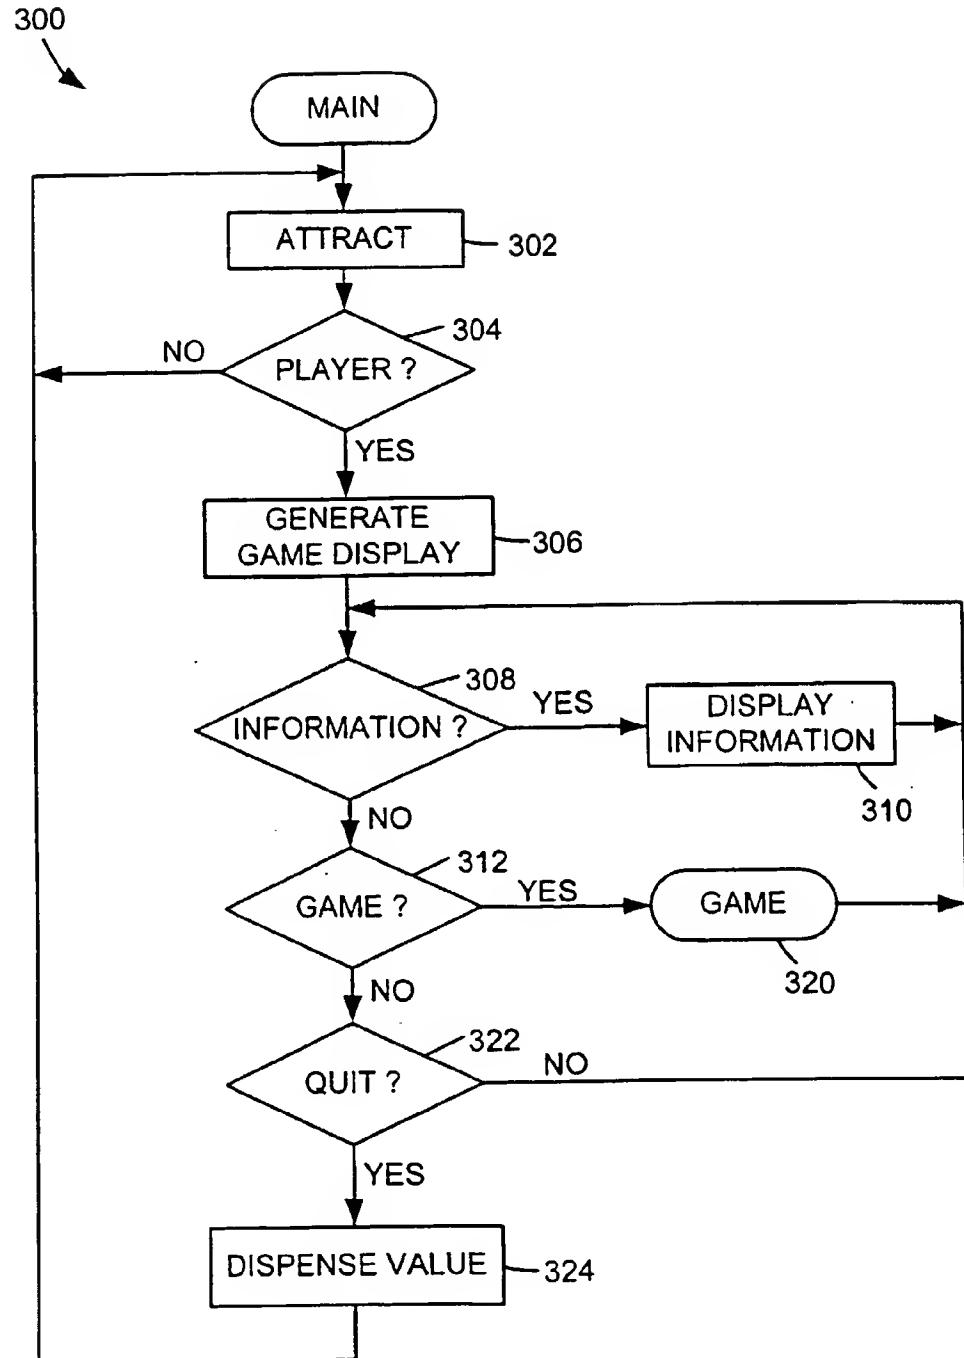 300
MAIN
ATTRACT
302
304
NO
PLAYER ?
YES
GENERATE
GAME DISPLAY
306
308
INFORMATION ?
YES
DISPLAY
INFORMATION
310
NO
312
GAME ?
YES
GAME
320
NO
322
QUIT ?
NO
YES
DISPENSE VALUE
324